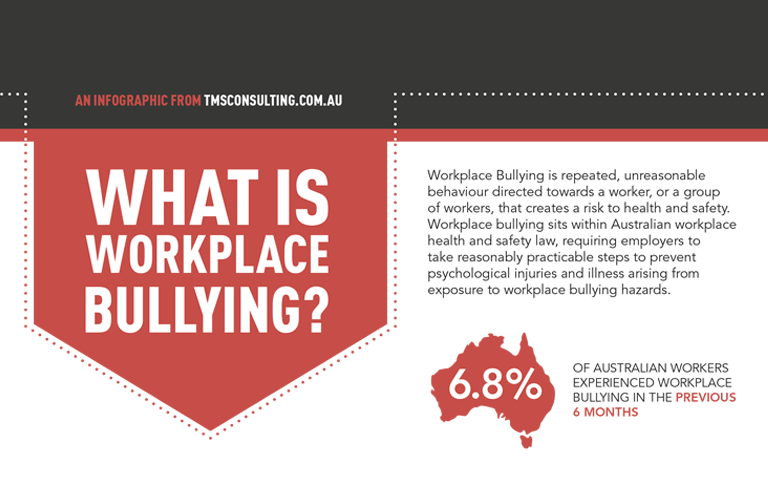 AN INFOGRAPHIC FROM TMSCONSULTING.COM.AU
WHAT IS
WORKPLACE
BULLYING?
Workplace Bullying is repeated, unreasonable
behaviour directed towards a worker, or a group
of workers, that creates a risk to health and safety.
Workplace bullying sits within Australian workplace
health and safety law, requiring employers to
take reasonably practicable steps to prevent
psychological injuries and illness arising from
exposure to workplace bullying hazards.
6.8%
OF AUSTRALIAN WORKERS
EXPERIENCED WORKPLACE
BULLYING IN THE PREVIOUS
6 MONTHS